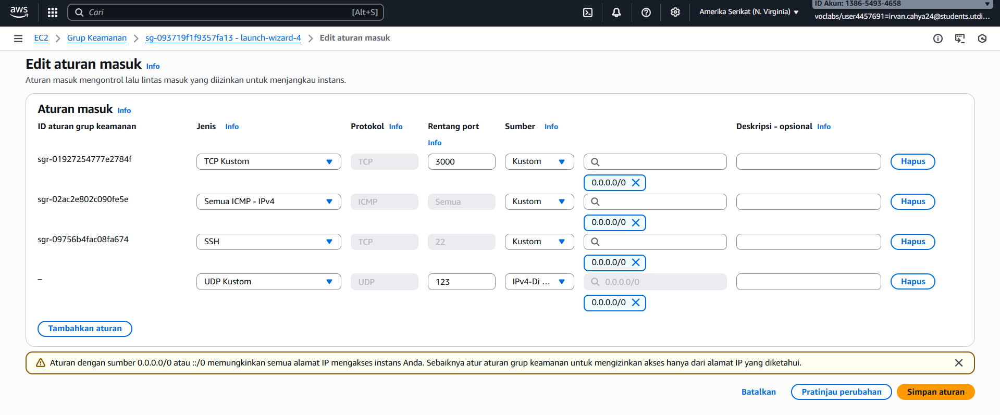 aws Cari [Alt+S] Amerika Serikat (N. Virginia) ID Akun: 1386-5493-4658
voclabs/user4457691=irvan.cahya24@students.utdi...
EC2 Grup Keamanan sg-093719f1f9357fa13 - launch-wizard-4 Edit aturan masuk
Edit aturan masuk Info
Aturan masuk mengontrol lalu lintas masuk yang diizinkan untuk menjangkau instans.
Aturan masuk Info
ID aturan grup keamanan Jenis Info Protokol Info Rentang port Sumber Info Deskripsi - opsional Info
Info
sgr-01927254777e2784f TCP Kustom TCP 3000 Kustom Hapus
0.0.0.0/0
sgr-02ac2e802c090fe5e Semua ICMP - IPv4 ICMP Semua Kustom Hapus
0.0.0.0/0
sgr-09756b4fac08fa674 SSH TCP 22 Kustom Hapus
0.0.0.0/0
– UDP Kustom UDP 123 IPv4-Di ... 0.0.0.0/0 Hapus
0.0.0.0/0
Tambahkan aturan
Aturan dengan sumber 0.0.0.0/0 atau ::/0 memungkinkan semua alamat IP mengakses instans Anda. Sebaiknya atur aturan grup keamanan untuk mengizinkan akses hanya dari alamat IP yang diketahui.
Batalkan Pratinjau perubahan Simpan aturan